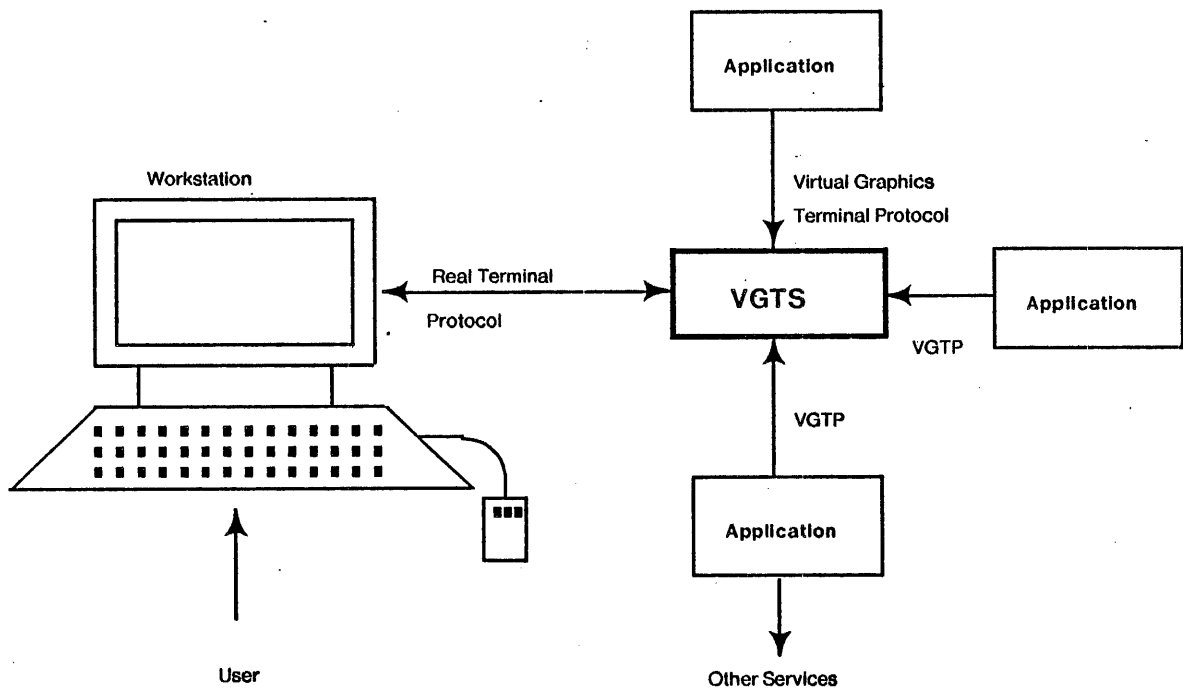 Application
Workstation
Virtual Graphics
Terminal Protocol
Real Terminal
Protocol
VGTS
Application
VGTP
VGTP
Application
User
Other Services